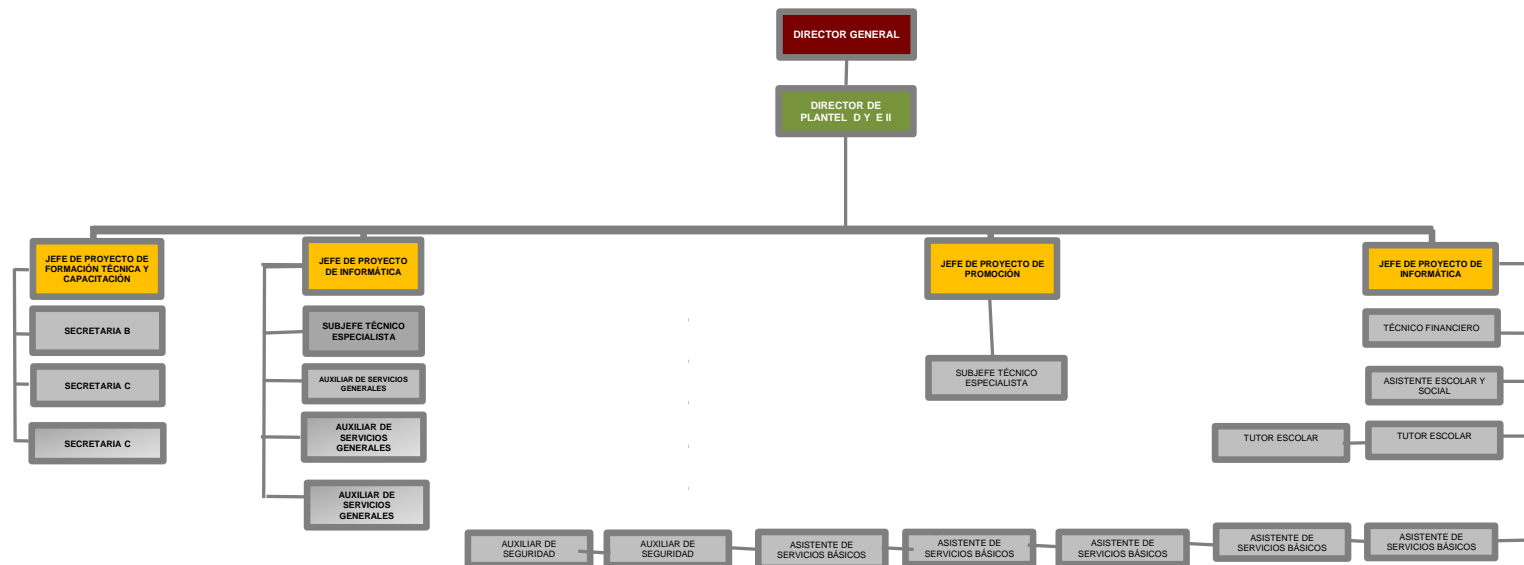 DIRECTOR GENERAL
DIRECTOR DE
PLANTEL D Y E II
JEFE DE PROYECTO DE
FORMACIÓN TÉCNICA Y
CAPACITACIÓN
SECRETARIA B
SECRETARIA C
SECRETARIA C
JEFE DE PROYECTO
DE INFORMÁTICA
SUBJEFE TÉCNICO
ESPECIALISTA
AUXILIAR DE SERVICIOS
GENERALES
AUXILIAR DE
SERVICIOS
GENERALES
AUXILIAR DE
SERVICIOS
GENERALES
JEFE DE PROYECTO DE
PROMOCIÓN
SUBJEFE TÉCNICO
ESPECIALISTA
JEFE DE PROYECTO DE
INFORMÁTICA
TÉCNICO FINANCIERO
ASISTENTE ESCOLAR Y
SOCIAL
TUTOR ESCOLAR
TUTOR ESCOLAR
AUXILIAR DE
SEGURIDAD
AUXILIAR DE
SEGURIDAD
ASISTENTE DE
SERVICIOS BÁSICOS
ASISTENTE DE
SERVICIOS BÁSICOS
ASISTENTE DE
SERVICIOS BÁSICOS
ASISTENTE DE
SERVICIOS BÁSICOS
ASISTENTE DE
SERVICIOS BÁSICOS